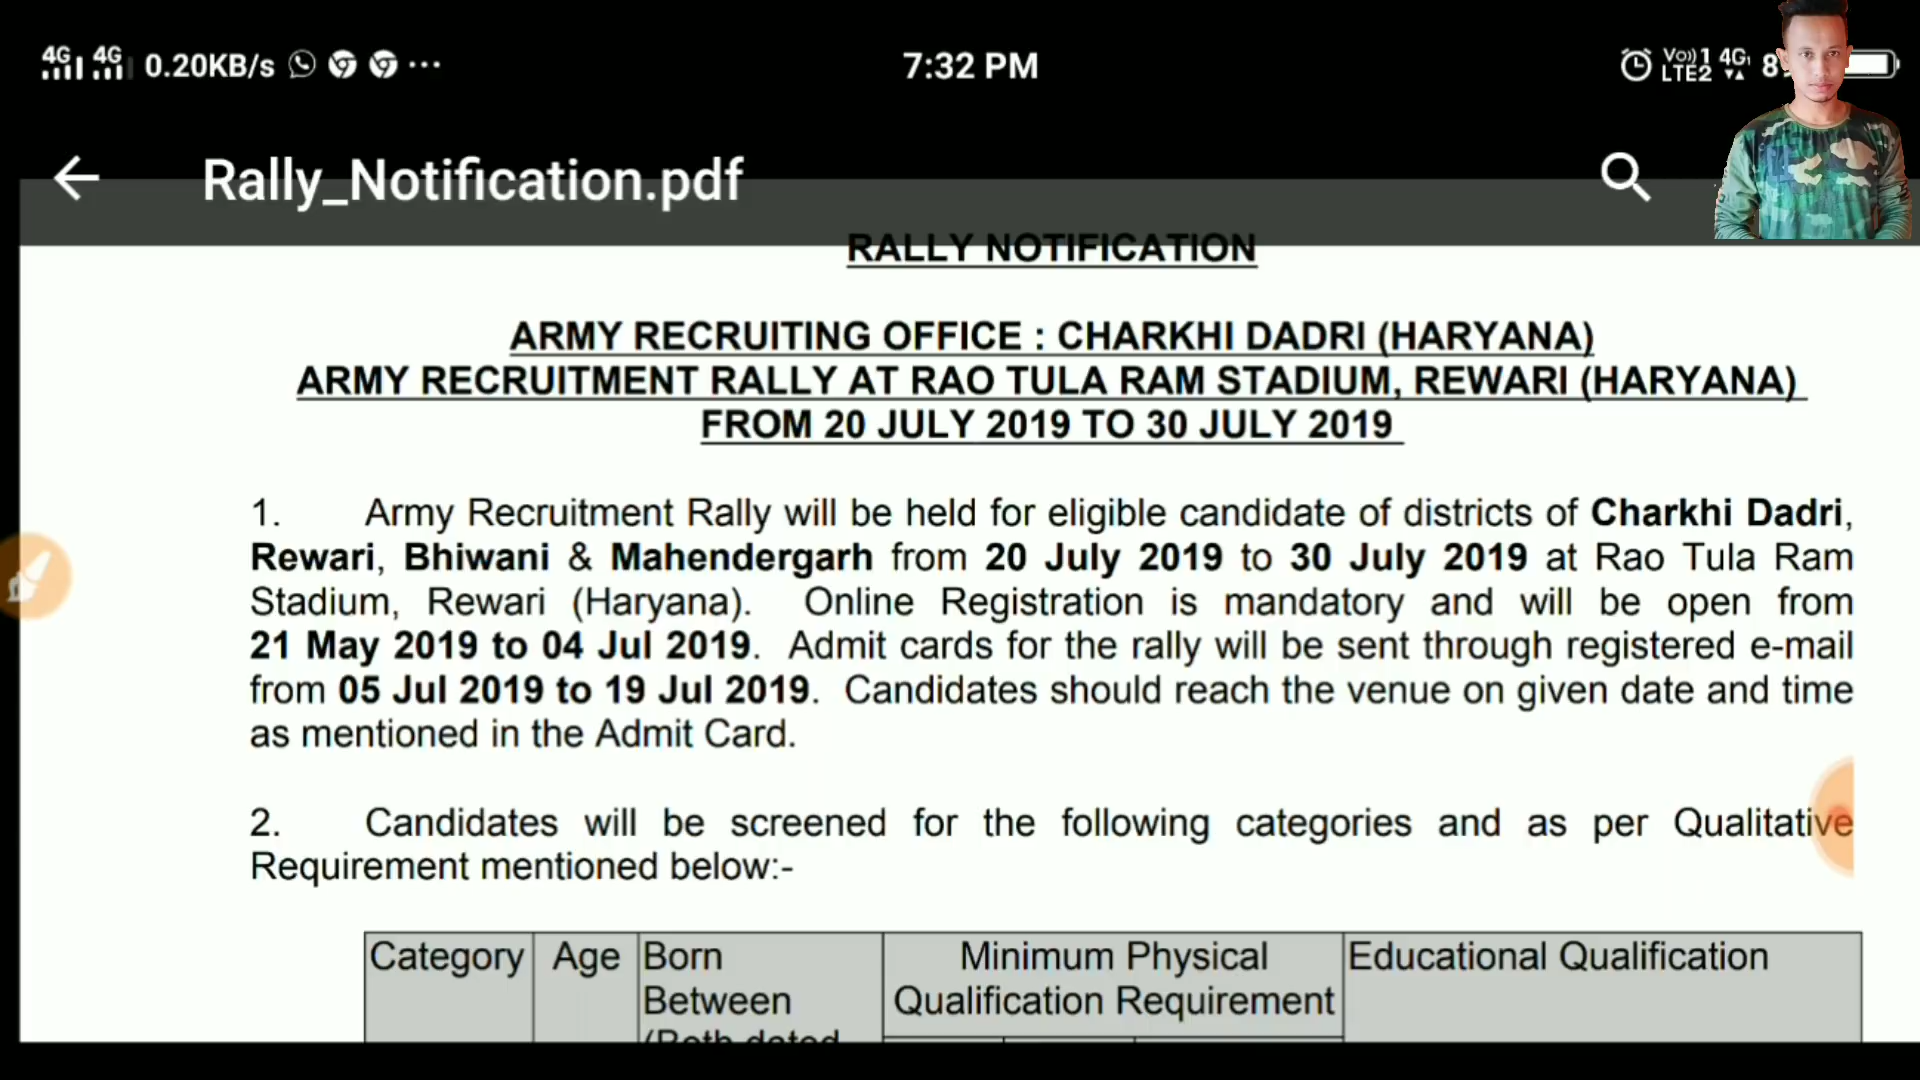 4G 4G 0.20KB/s ... 7:32 PM Vo)) 1 4G
LTE2
Rally_Notification.pdf
RALLY NOTIFICATION
ARMY RECRUITING OFFICE : CHARKHI DADRI (HARYANA)
ARMY RECRUITMENT RALLY AT RAO TULA RAM STADIUM, REWARI (HARYANA)
FROM 20 JULY 2019 TO 30 JULY 2019
1. Army Recruitment Rally will be held for eligible candidate of districts of Charkhi Dadri,
Rewari, Bhiwani & Mahendergarh from 20 July 2019 to 30 July 2019 at Rao Tula Ram
Stadium, Rewari (Haryana). Online Registration is mandatory and will be open from
21 May 2019 to 04 Jul 2019. Admit cards for the rally will be sent through registered e-mail
from 05 Jul 2019 to 19 Jul 2019. Candidates should reach the venue on given date and time
as mentioned in the Admit Card.
2. Candidates will be screened for the following categories and as per Qualitative
Requirement mentioned below:-
Category Age Born Minimum Physical Educational Qualification
Between Qualification Requirement
(Both dated